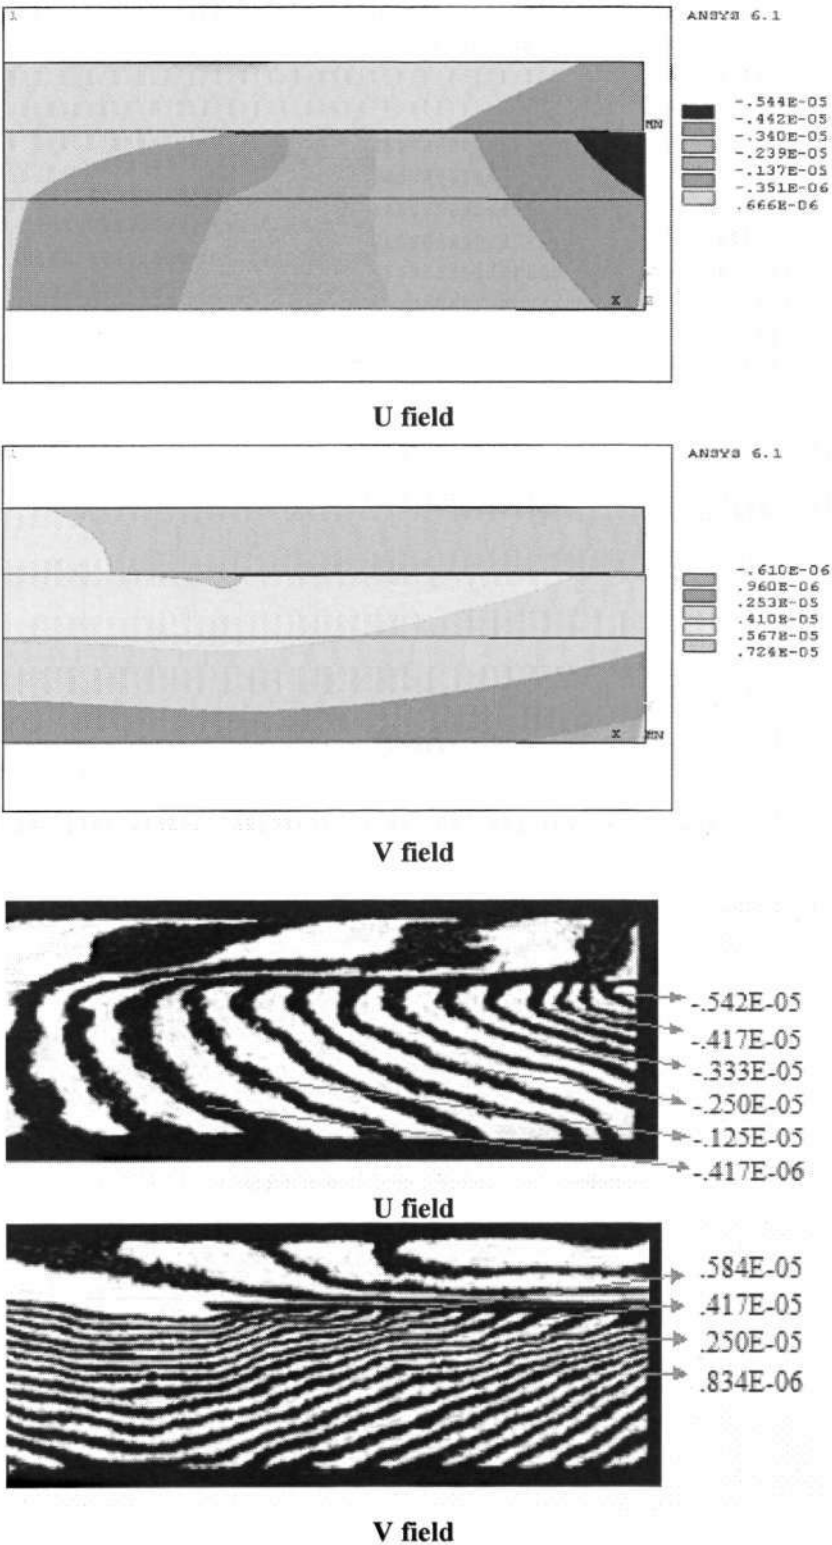 1
ANSYS 6.1
-.544E-05
-.442E-05
-.340E-05
-.239E-05
-.137E-05
-.351E-06
.666E-06
MN
X
U field
1
ANSYS 6.1
-.610E-06
.960E-06
.253E-05
.410E-05
.567E-05
.724E-05
X
MN
V field
-.542E-05
-.417E-05
-.333E-05
-.250E-05
-.125E-05
-.417E-06
U field
.584E-05
.417E-05
.250E-05
.834E-06
V field